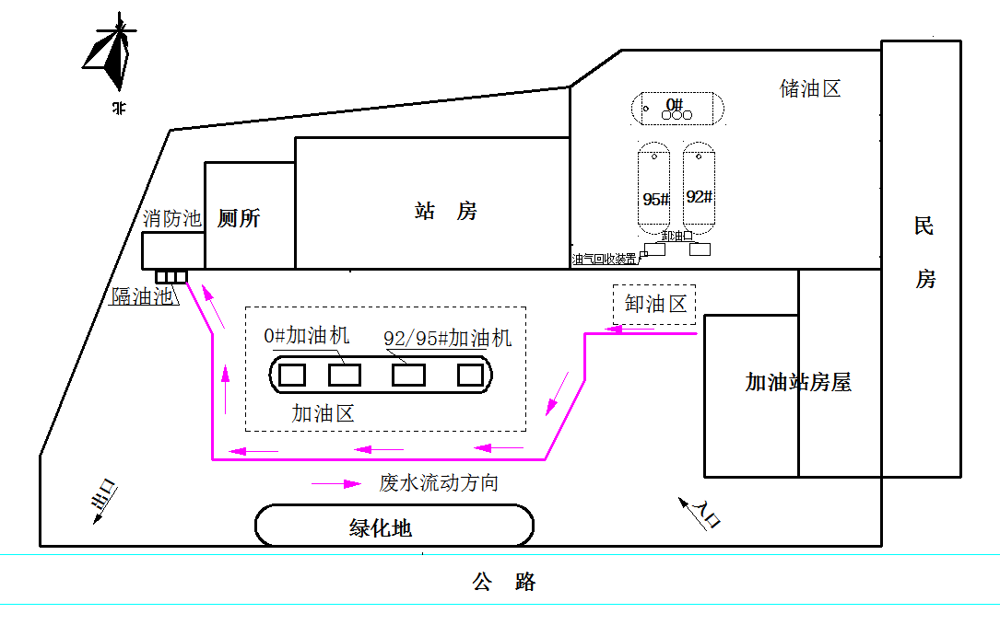 北
储油区
0#
95#
92#
卸油口
油气回收装置
消防池
厕所
站 房
民
房
隔油池
卸油区
0#加油机
92/95#加油机
加油区
加油站房屋
废水流动方向
出口
入口
绿化地
公 路